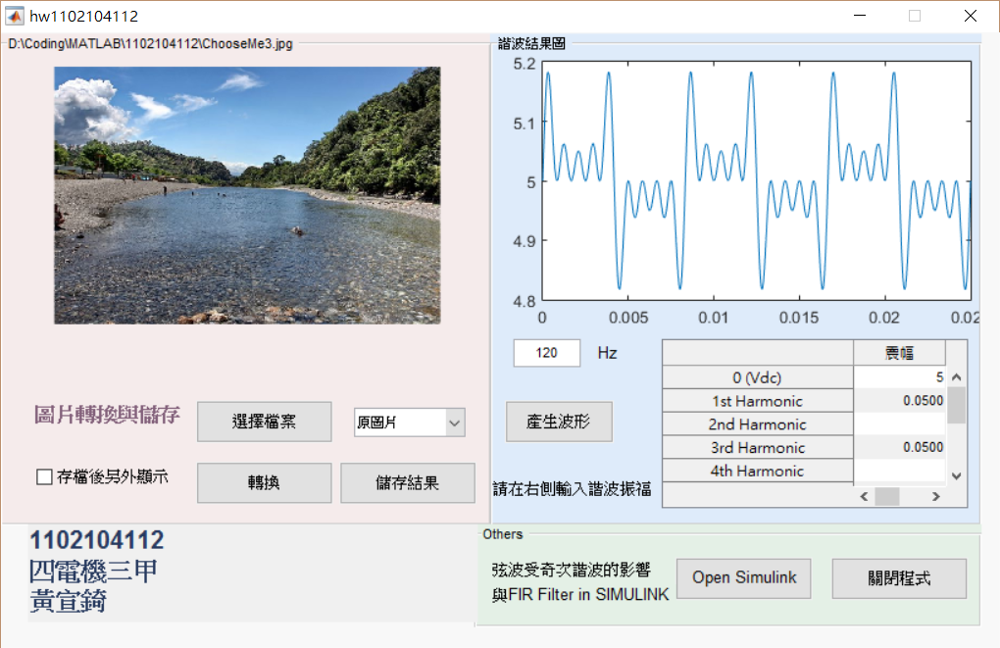 hw1102104112
D:\Coding\MATLAB\1102104112\ChooseMe3.jpg
諧波結果圖
5.2
5.1
5
4.9
4.8
0
0.005
0.01
0.015
0.02
0.02
120
Hz
震幅
0 (Vdc)
5
1st Harmonic
0.0500
2nd Harmonic
3rd Harmonic
0.0500
4th Harmonic
產生波形
請在右側輸入諧波振福
圖片轉換與儲存
選擇檔案
原圖片
存檔後另外顯示
轉換
儲存結果
1102104112
四電機三甲
黃宣錡
Others
弦波受奇次諧波的影響
與FIR Filter in SIMULINK
Open Simulink
關閉程式